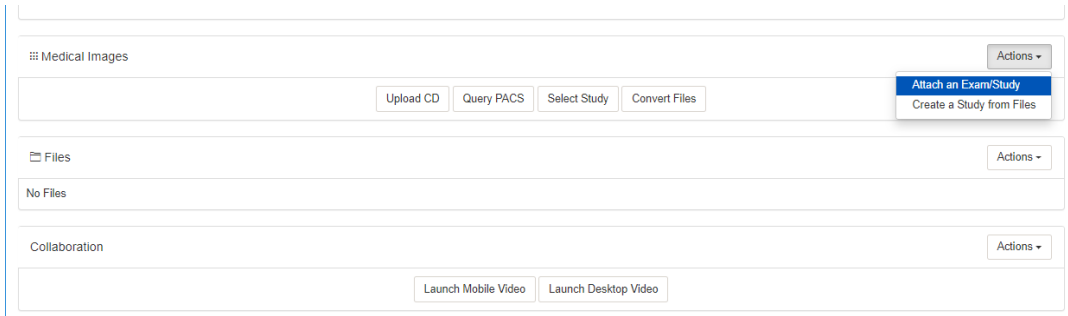 Medical Images
Actions
Attach an Exam/Study
Create a Study from Files
Upload CD
Query PACS
Select Study
Convert Files
Files
Actions
No Files
Collaboration
Actions
Launch Mobile Video
Launch Desktop Video